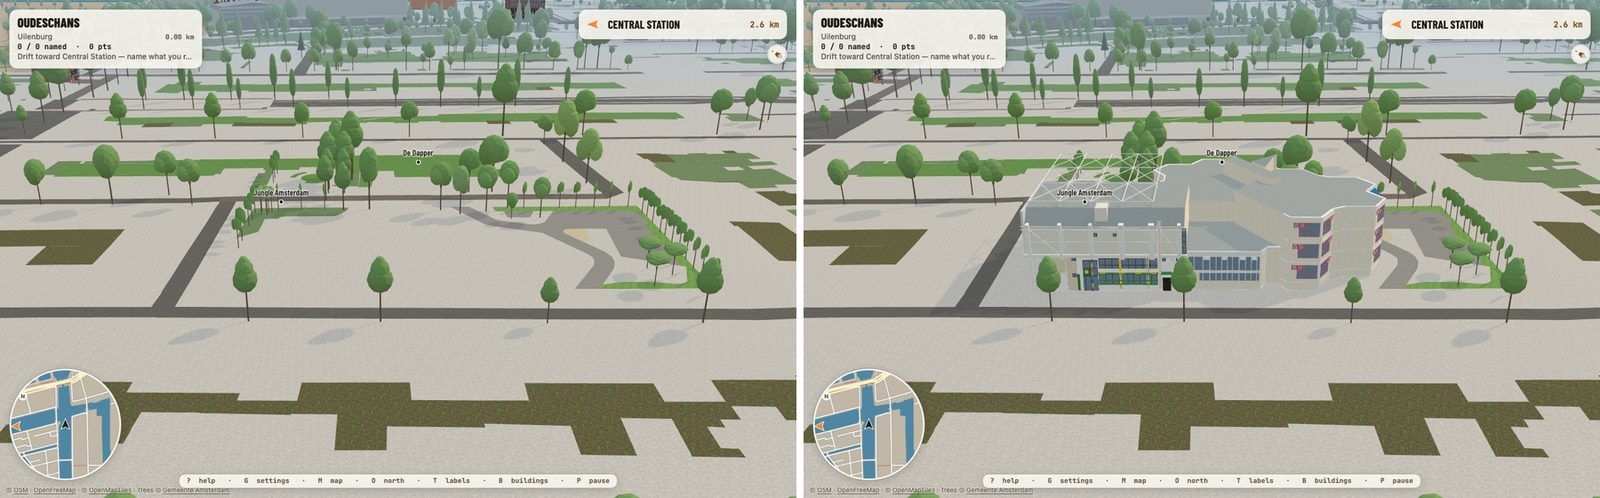 OUDESCHANS
Uilenburg 0.00 km
0 / 0 named · 0 pts
Drift toward Central Station — name what you r...
CENTRAL STATION 2.6 km
De Dapper
Jungle Amsterdam
N
? help · G settings · M map · O north · T labels · B buildings · P pause
© OSM · OpenFreeMap · © OpenMapTiles · Trees © Gemeente Amsterdam
OUDESCHANS
Uilenburg 0.00 km
0 / 0 named · 0 pts
Drift toward Central Station — name what you r...
CENTRAL STATION 2.6 km
De Dapper
Jungle Amsterdam
N
? help · G settings · M map · O north · T labels · B buildings · P pause
© OSM · OpenFreeMap · © OpenMapTiles · Trees © Gemeente Amsterdam